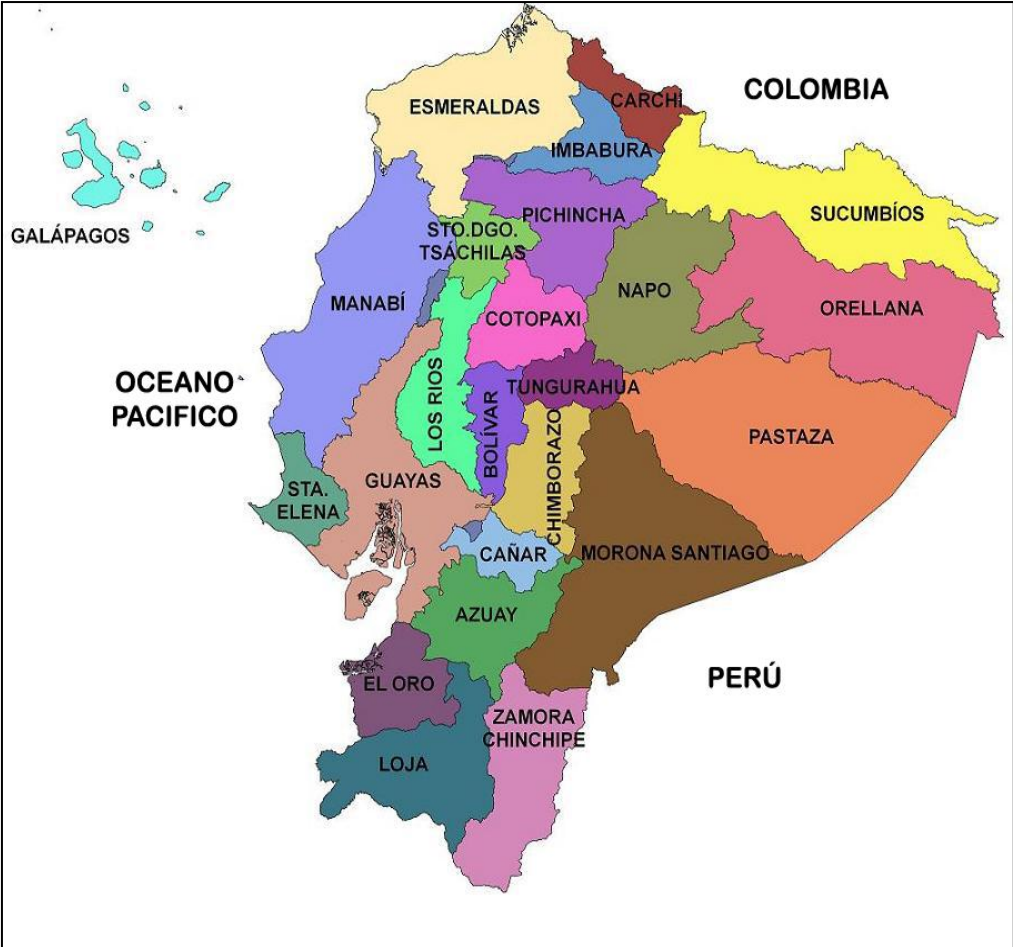 COLOMBIA
ESMERALDAS
CARCHÍ
IMBABURA
SUCUMBÍOS
PICHINCHA
GALÁPAGOS
STO.DGO.
TSÁCHILAS
NAPO
MANABÍ
ORELLANA
COTOPAXI
OCEANO
PACIFICO
LOS RIOS
TUNGURAHUA
BOLÍVAR
CHIMBORAZO
PASTAZA
GUAYAS
STA.
ELENA
CAÑAR
MORONA SANTIAGO
AZUAY
PERÚ
EL ORO
ZAMORA
CHINCHIPE
LOJA